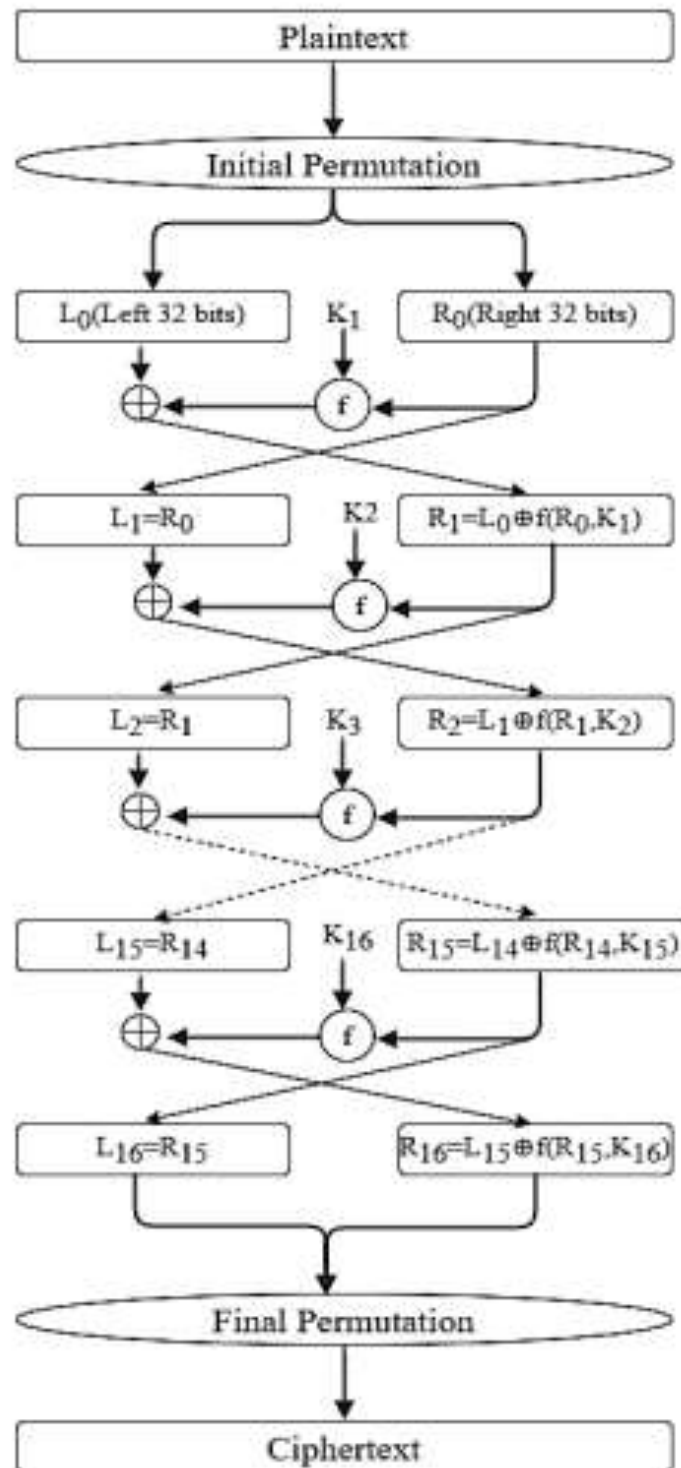 Plaintext
Initial Permutation
L₀(Left 32 bits)
K₁
R₀(Right 32 bits)
f
L₁=R₀
K2
R₁=L₀⊕f(R₀,K₁)
f
L₂=R₁
K₃
R₂=L₁⊕f(R₁,K₂)
f
L₁₅=R₁₄
K₁₆
R₁₅=L₁₄⊕f(R₁₄,K₁₅)
f
L₁₆=R₁₅
R₁₆=L₁₅⊕f(R₁₅,K₁₆)
Final Permutation
Ciphertext